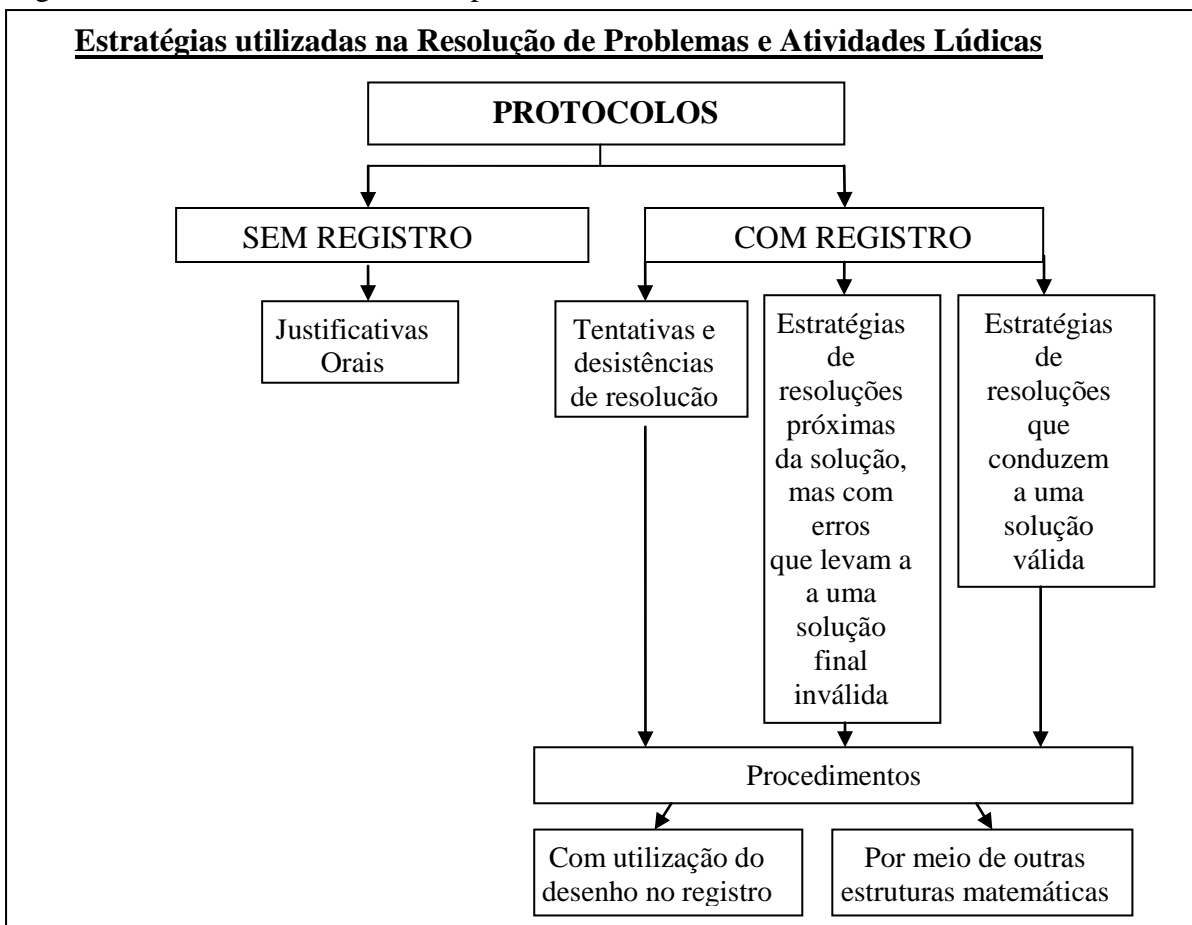 Estratégias utilizadas na Resolução de Problemas e Atividades Lúdicas
PROTOCOLOS
SEM REGISTRO
COM REGISTRO
Justificativas
Orais
Tentativas e
desistências
de resolucão
Estratégias
de
resoluções
próximas
da solução,
mas com
erros
que levam a
a uma
solução
final
inválida
Estratégias
de
resoluções
que
conduzem
a uma
solução
válida
Procedimentos
Com utilização do
desenho no registro
Por meio de outras
estruturas matemáticas